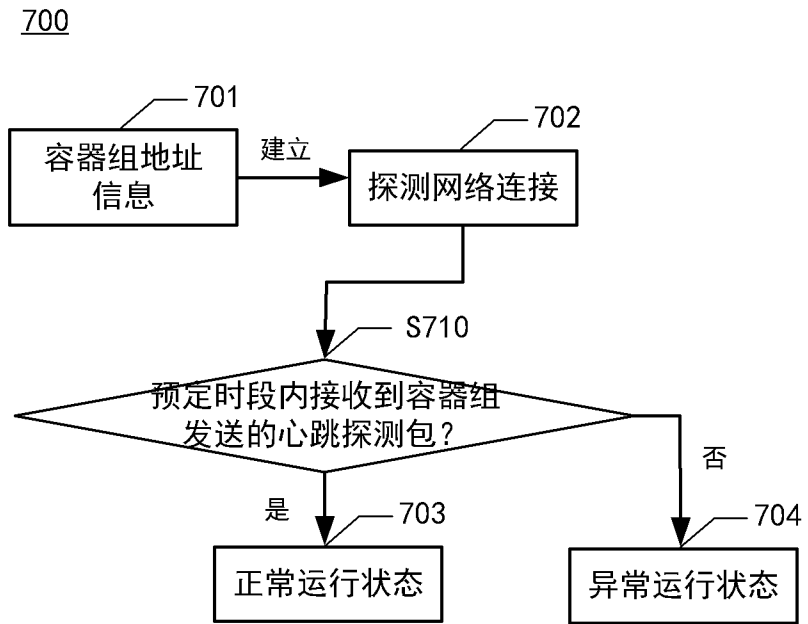 700
701
容器组地址
信息
建立
702
探测网络连接
S710
预定时段内接收到容器组
发送的心跳探测包？
是
否
703
正常运行状态
704
异常运行状态